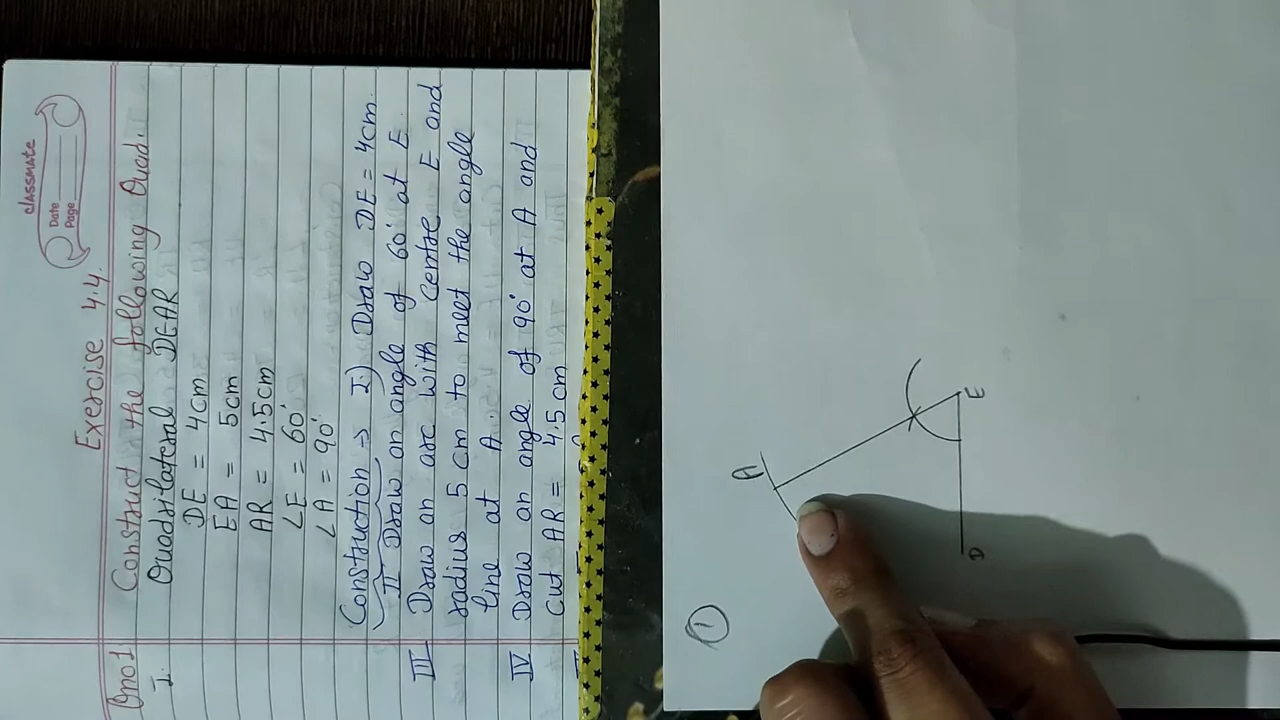 classmate
Date
Page
Exercise 4.4.
Qno1 Construct the following Quad.
I. Quadrilateral DEAR
DE = 4cm
EA = 5cm
AR = 4.5cm
∠E = 60°
∠A = 90°
Construction → I) Draw DE = 4cm.
II Draw an angle of 60° at E.
III Draw an arc with centre E and
radius 5 cm to meet the angle
line at A.
IV Draw an angle of 90° at A and
cut AR = 4.5cm
1
A
E
D